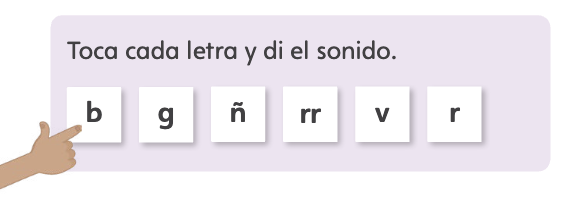 Toca cada letra y di el sonido.
b g ñ rr v r